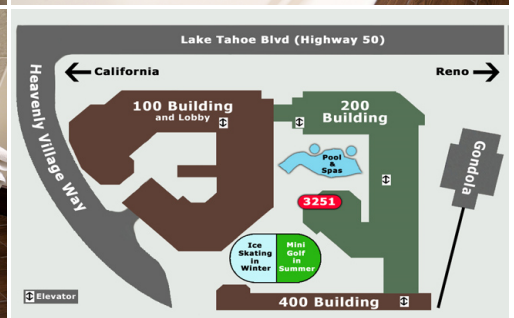 Lake Tahoe Blvd (Highway 50)
California
Reno
Heavenly Village Way
100 Building
and Lobby
200
Building
Pool
&
Spas
Gondola
3251
Ice
Skating
in
Winter
Mini
Golf
in
Summer
Elevator
400 Building